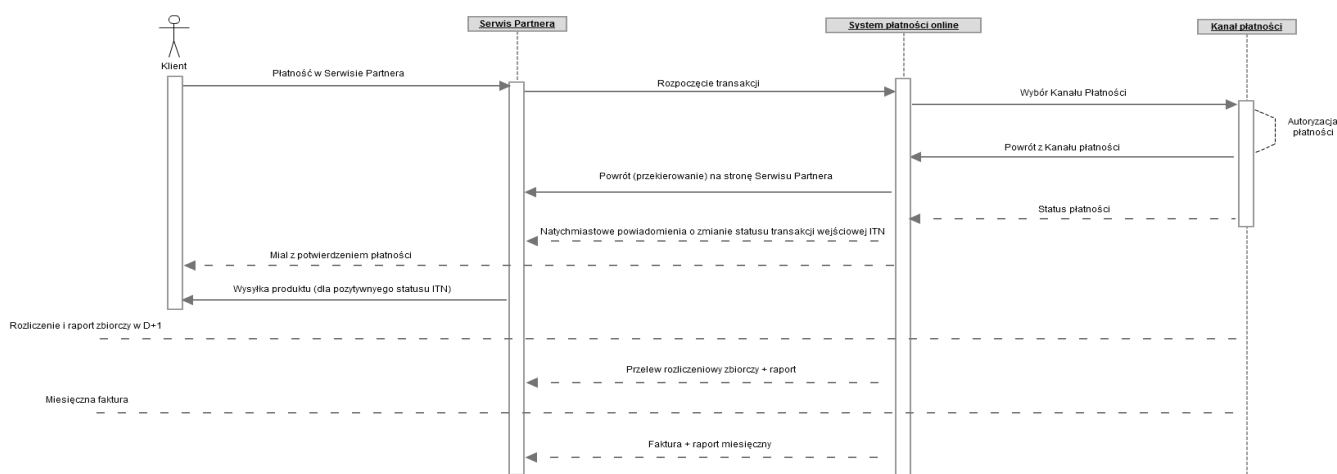 Serwis Partnera
System płatności online
Kanał płatności
Klient
Płatność w Serwisie Partnera
Rozpoczęcie transakcji
Wybór Kanału Płatności
Autoryzacja
płatności
Powrót z Kanału płatności
Powrót (przekierowanie) na stronę Serwisu Partnera
Status płatności
Natychmiastowe powiadomienia o zmianie statusu transakcji wejściowej ITN
Mial z potwierdzeniem płatności
Wysyłka produktu (dla pozytywnego statusu ITN)
Rozliczenie i raport zbiorczy w D+1
Przelew rozliczeniowy zbiorczy + raport
Miesięczna faktura
Faktura + raport miesięczny